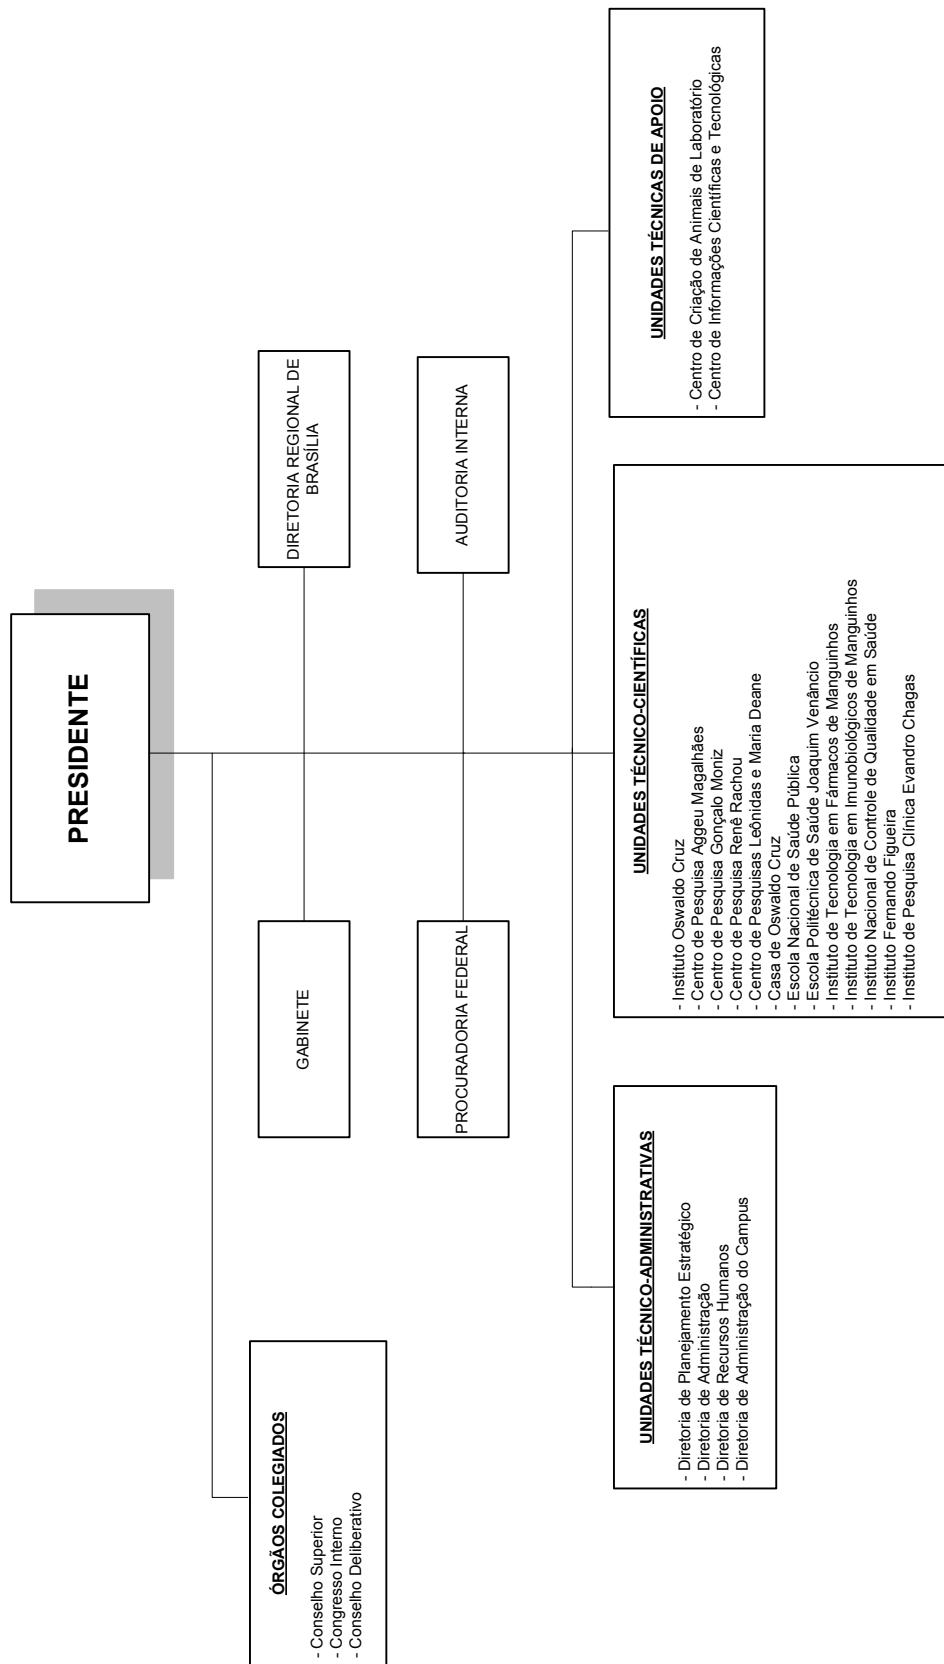 PRESIDENTE
ÓRGÃOS COLEGIADOS
- Conselho Superior
- Congresso Interno
- Conselho Deliberativo
GABINETE
DIRETORIA REGIONAL DE
BRASÍLIA
PROCURADORIA FEDERAL
AUDITORIA INTERNA
UNIDADES TÉCNICO-ADMINISTRATIVAS
- Diretoria de Planejamento Estratégico
- Diretoria de Administração
- Diretoria de Recursos Humanos
- Diretoria de Administração do Campus
UNIDADES TÉCNICO-CIENTÍFICAS
- Instituto Oswaldo Cruz
- Centro de Pesquisa Aggeu Magalhães
- Centro de Pesquisa Gonçalo Moniz
- Centro de Pesquisa Renê Rachou
- Centro de Pesquisas Leônidas e Maria Deane
- Casa de Oswaldo Cruz
- Escola Nacional de Saúde Pública
- Escola Politécnica de Saúde Joaquim Venâncio
- Instituto de Tecnologia em Fármacos de Manguinhos
- Instituto de Tecnologia em Imunobiológicos de Manguinhos
- Instituto Nacional de Controle de Qualidade em Saúde
- Instituto Fernando Figueira
- Instituto de Pesquisa Clínica Evandro Chagas
UNIDADES TÉCNICAS DE APOIO
- Centro de Criação de Animais de Laboratório
- Centro de Informações Científicas e Tecnológicas